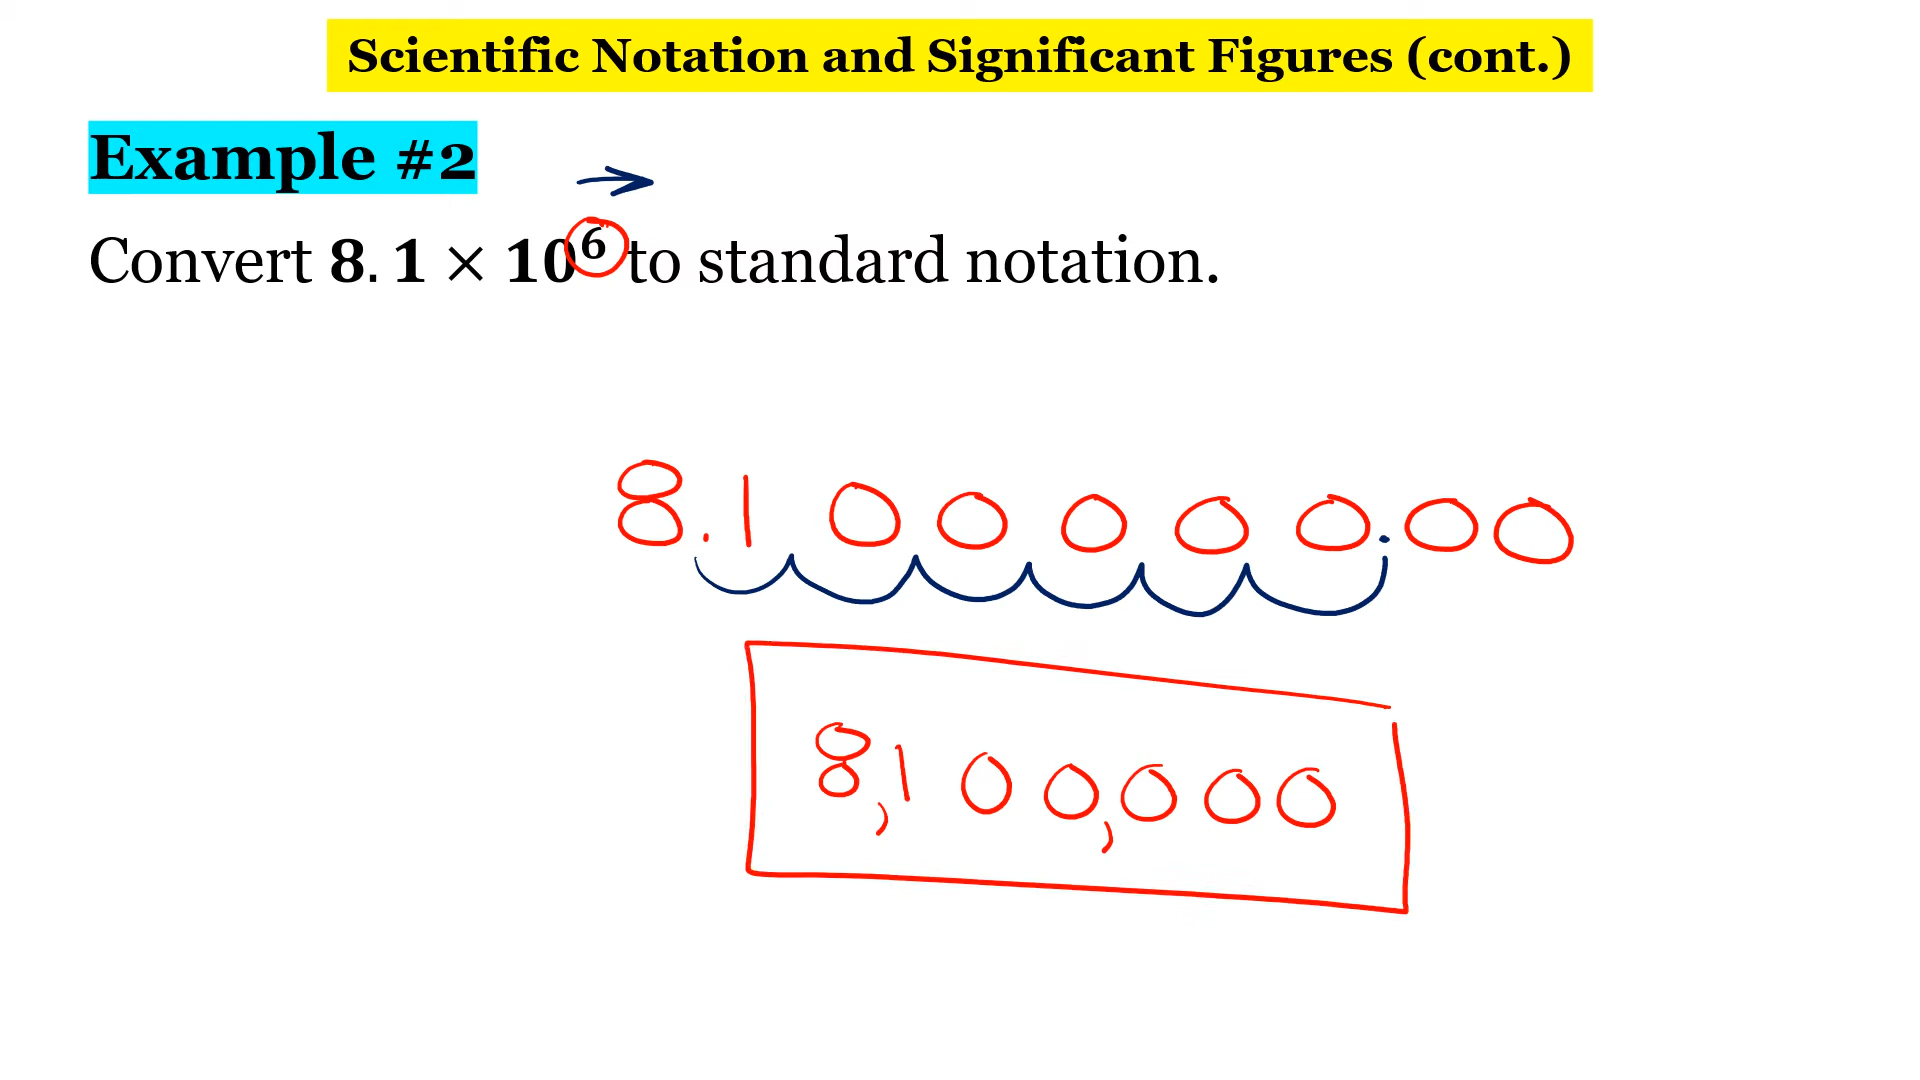 Scientific Notation and Significant Figures (cont.)
Example #2
Convert 8.1 × 10⁶ to standard notation.
8.100000.00
8,100,000